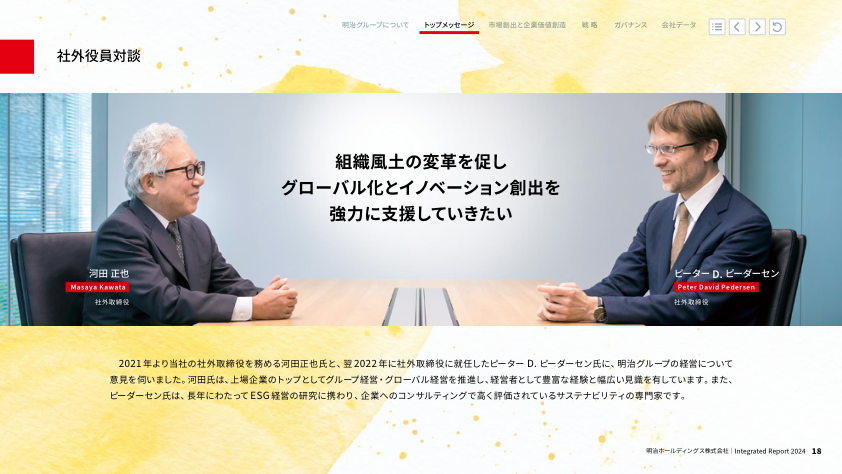 明治グループについて トップメッセージ 市場創出と企業価値創造 戦 略 ガバナンス 会社データ
社外役員対談
組織風土の変革を促し
グローバル化とイノベーション創出を
強力に支援していきたい
河田 正也
Masaya Kawata
社外取締役
ピーター D. ピーダーセン
Peter David Pedersen
社外取締役
2021年より当社の社外取締役を務める河田正也氏と、翌2022年に社外取締役に就任したピーター D. ピーダーセン氏に、明治グループの経営について
意見を伺いました。河田氏は、上場企業のトップとしてグループ経営・グローバル経営を推進し、経営者として豊富な経験と幅広い見識を有しています。また、
ピーダーセン氏は、長年にわたってESG経営の研究に携わり、企業へのコンサルティングで高く評価されているサステナビリティの専門家です。
明治ホールディングス株式会社｜Integrated Report 2024 18